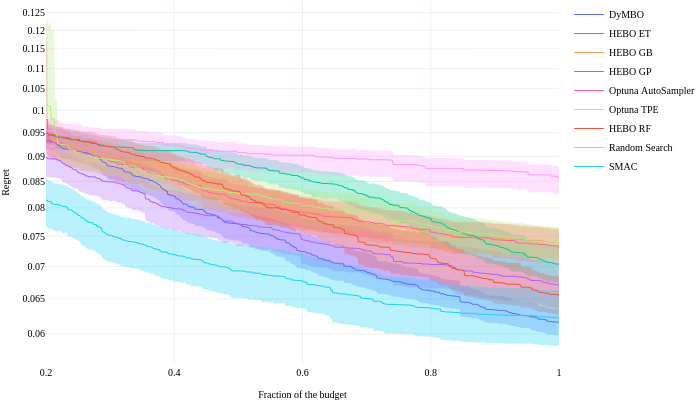 0.125
0.12
0.115
0.11
0.105
0.1
0.095
0.09
0.085
0.08
0.075
0.07
0.065
0.06
Regret
0.2
0.4
0.6
0.8
1
Fraction of the budget
DyMBO
HEBO ET
HEBO GB
HEBO GP
Optuna AutoSampler
Optuna TPE
HEBO RF
Random Search
SMAC